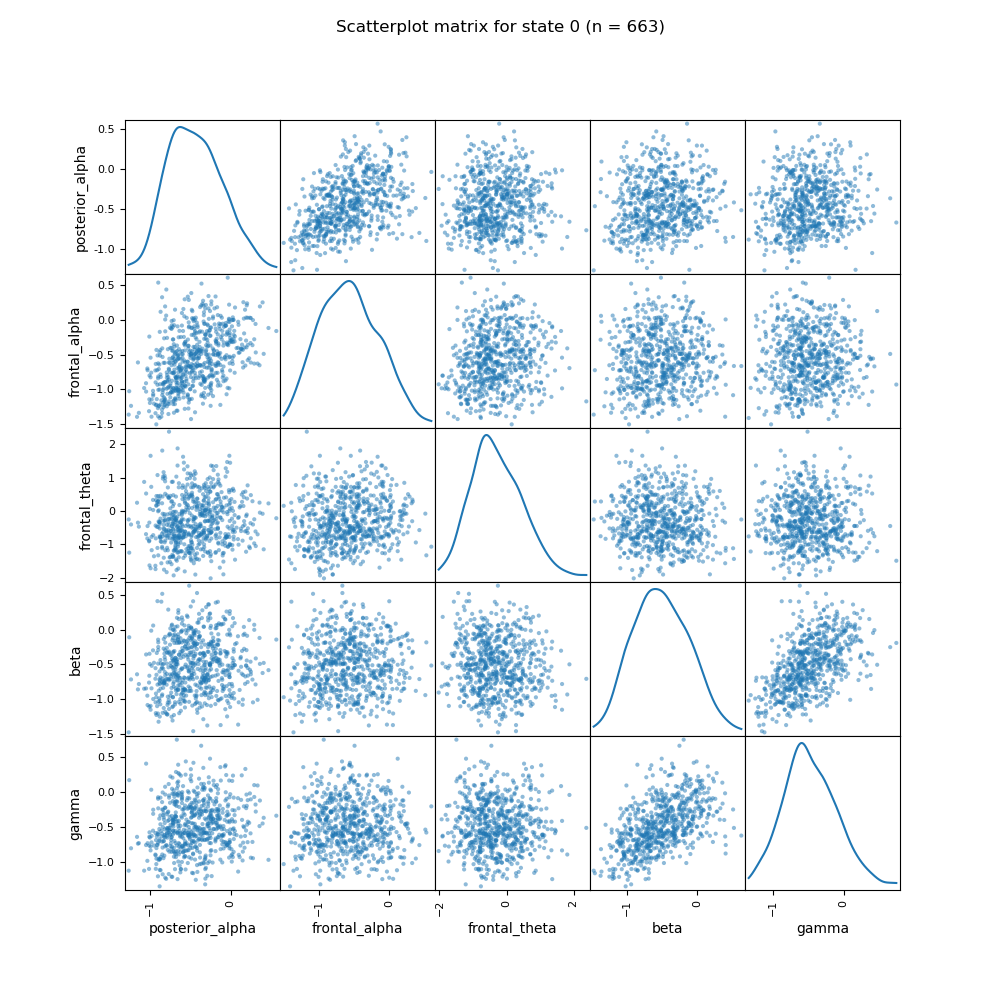 Scatterplot matrix for state 0 (n = 663)
posterior_alpha
0.5
0.0
−0.5
−1.0
frontal_alpha
0.5
0.0
−0.5
−1.0
−1.5
frontal_theta
2
1
0
−1
−2
beta
0.5
0.0
−0.5
−1.0
−1.5
gamma
0.5
0.0
−0.5
−1.0
−1 0 −1 0 −2 0 2 −1 0 −1 0
posterior_alpha frontal_alpha frontal_theta beta gamma